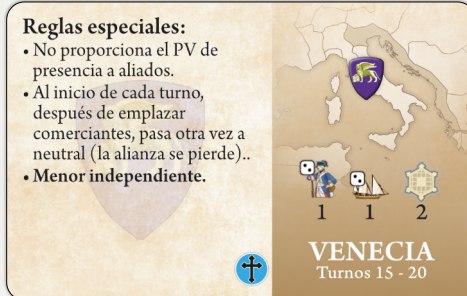 Reglas especiales:
• No proporciona el PV de
presencia a aliados.
• Al inicio de cada turno,
después de emplazar
comerciantes, pasa otra vez a
neutral (la alianza se pierde)..
• Menor independiente.
1 1 2
VENECIA
Turnos 15 - 20